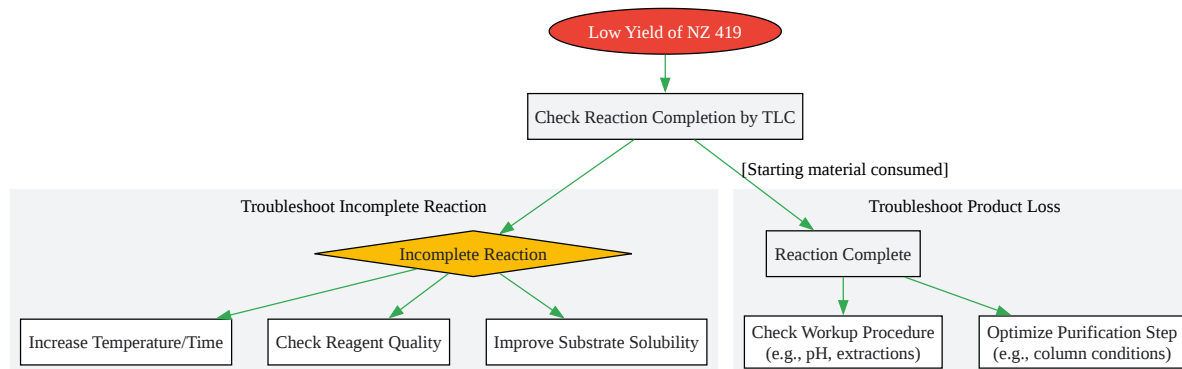 Low Yield of NZ 419
Check Reaction Completion by TLC
[Starting material consumed]
Troubleshoot Incomplete Reaction
Troubleshoot Product Loss
Incomplete Reaction
Reaction Complete
Increase Temperature/Time
Check Reagent Quality
Improve Substrate Solubility
Check Workup Procedure
(e.g., pH, extractions)
Optimize Purification Step
(e.g., column conditions)